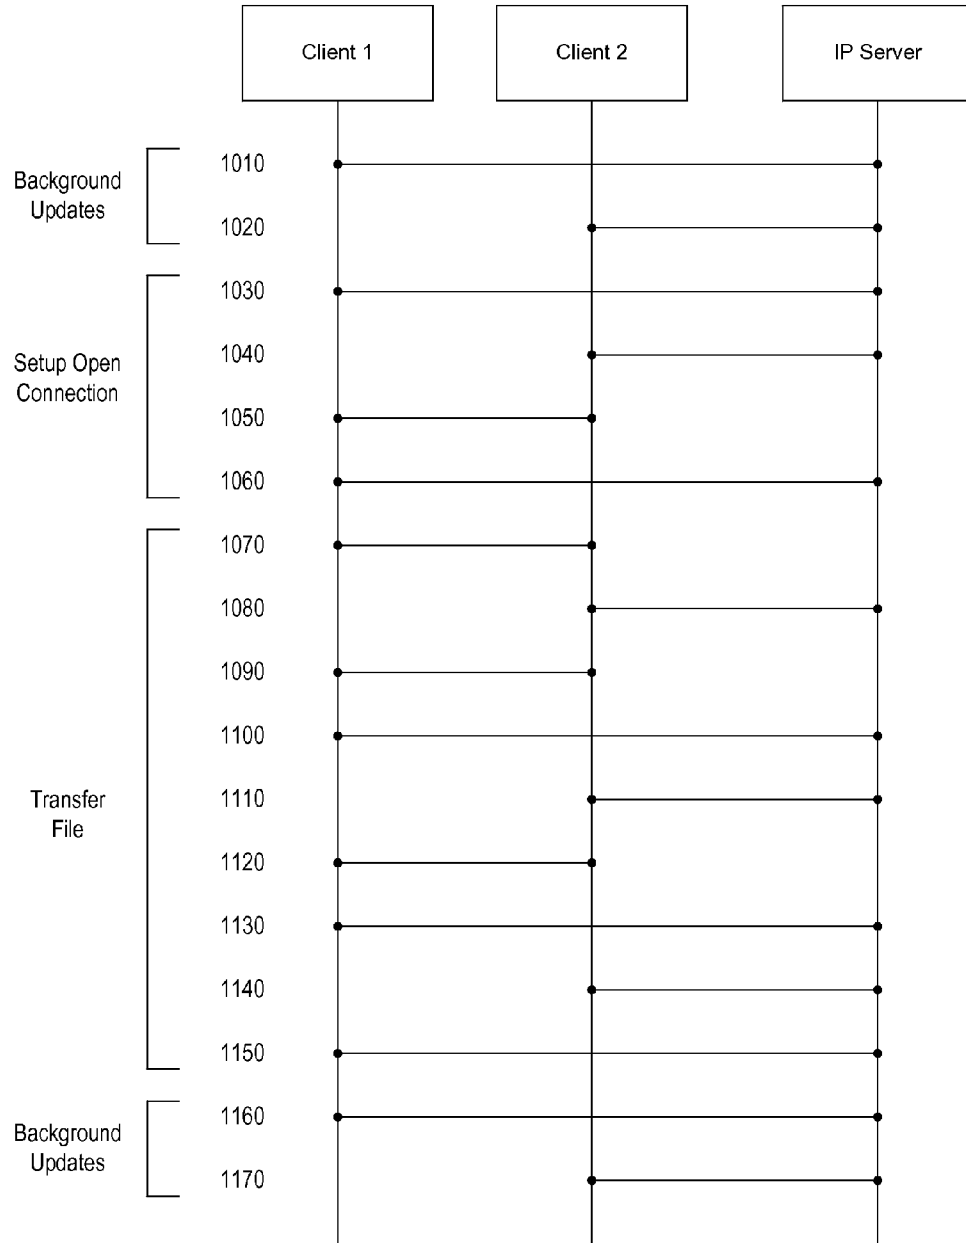 Client 1
Client 2
IP Server
Background
Updates
1010
1020
Setup Open
Connection
1030
1040
1050
1060
Transfer
File
1070
1080
1090
1100
1110
1120
1130
1140
1150
Background
Updates
1160
1170